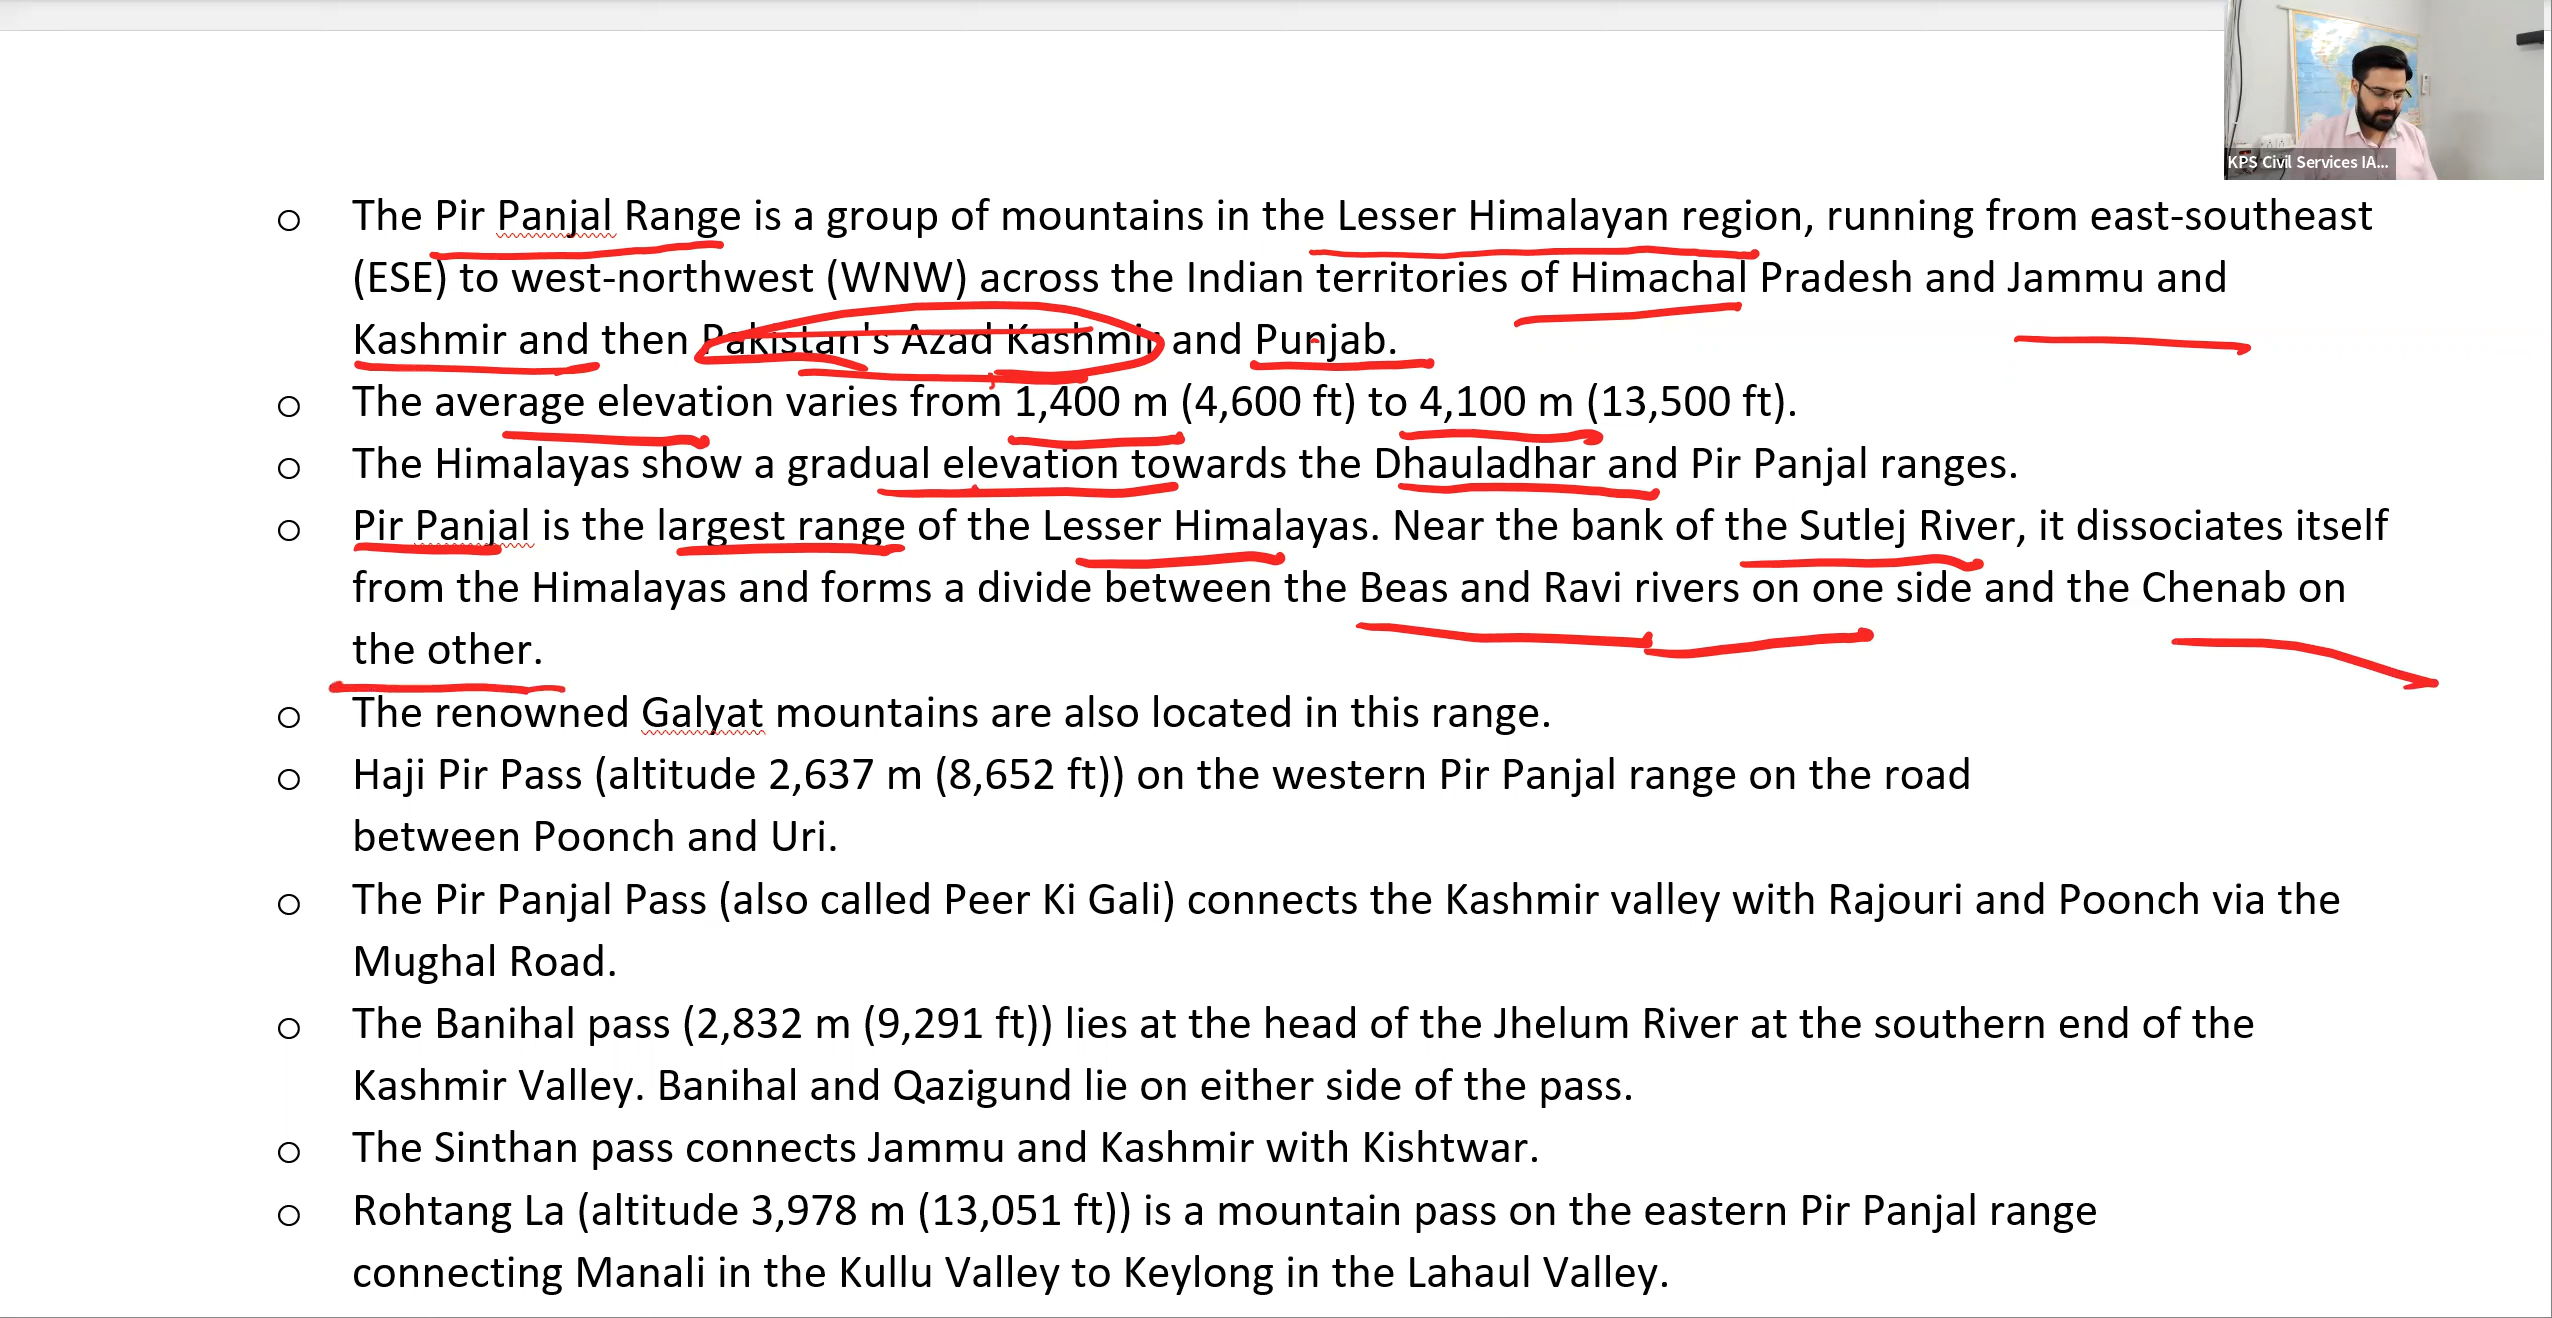 KPS Civil Services IA...
○ The Pir Panjal Range is a group of mountains in the Lesser Himalayan region, running from east-southeast
(ESE) to west-northwest (WNW) across the Indian territories of Himachal Pradesh and Jammu and
Kashmir and then Pakistan's Azad Kashmir and Punjab.
○ The average elevation varies from 1,400 m (4,600 ft) to 4,100 m (13,500 ft).
○ The Himalayas show a gradual elevation towards the Dhauladhar and Pir Panjal ranges.
○ Pir Panjal is the largest range of the Lesser Himalayas. Near the bank of the Sutlej River, it dissociates itself
from the Himalayas and forms a divide between the Beas and Ravi rivers on one side and the Chenab on
the other.
○ The renowned Galyat mountains are also located in this range.
○ Haji Pir Pass (altitude 2,637 m (8,652 ft)) on the western Pir Panjal range on the road
between Poonch and Uri.
○ The Pir Panjal Pass (also called Peer Ki Gali) connects the Kashmir valley with Rajouri and Poonch via the
Mughal Road.
○ The Banihal pass (2,832 m (9,291 ft)) lies at the head of the Jhelum River at the southern end of the
Kashmir Valley. Banihal and Qazigund lie on either side of the pass.
○ The Sinthan pass connects Jammu and Kashmir with Kishtwar.
○ Rohtang La (altitude 3,978 m (13,051 ft)) is a mountain pass on the eastern Pir Panjal range
connecting Manali in the Kullu Valley to Keylong in the Lahaul Valley.